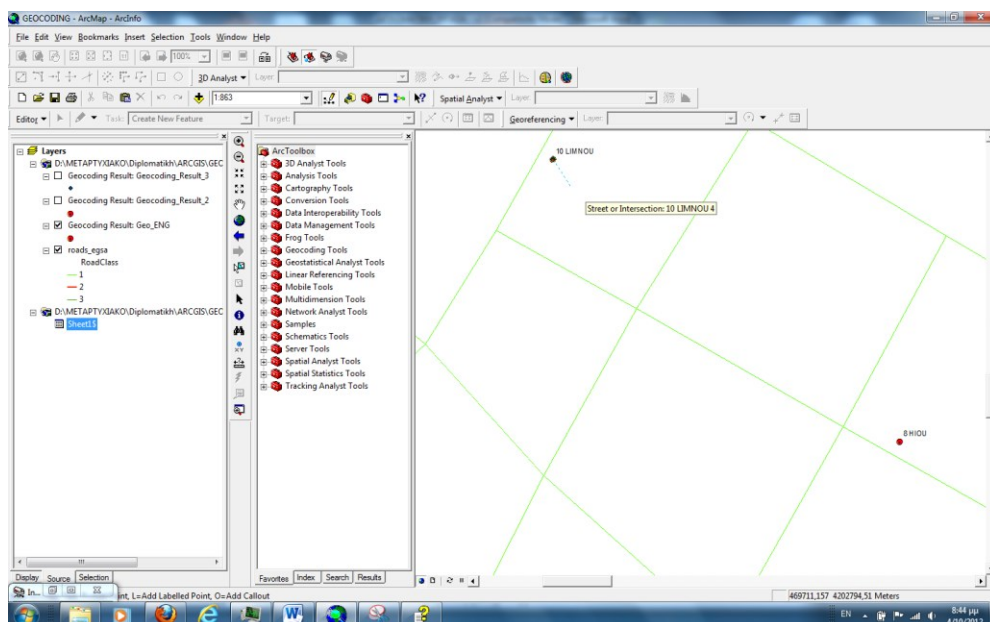 GEOCODING - ArcMap - ArcInfo
File Edit View Bookmarks Insert Selection Tools Window Help
100%
3D Analyst Layer:
1:863
Spatial Analyst Layer:
Editor Task: Create New Feature Target:
Georeferencing Layer:
Layers
D:\METAPTYXIAKO\Diplomatikh\ARCGIS\GEC
Geocoding Result: Geocoding_Result_3
Geocoding Result: Geocoding_Result_2
Geocoding Result: Geo_ENG
roads_egsa
RoadClass
1
2
3
D:\METAPTYXIAKO\Diplomatikh\ARCGIS\GEC
Sheet1$
Display Source Selection
ArcToolbox
3D Analyst Tools
Analysis Tools
Cartography Tools
Conversion Tools
Data Interoperability Tools
Data Management Tools
Frog Tools
Geocoding Tools
Geostatistical Analyst Tools
Linear Referencing Tools
Mobile Tools
Multidimension Tools
Network Analyst Tools
Samples
Schematics Tools
Server Tools
Spatial Analyst Tools
Spatial Statistics Tools
Tracking Analyst Tools
Favorites Index Search Results
10 LIMNOU
Street or Intersection: 10 LIMNOU 4
8 HIOU
In...
int, L=Add Labelled Point, O=Add Callout
469711,157 4202794,51 Meters
EN
8:44 μμ